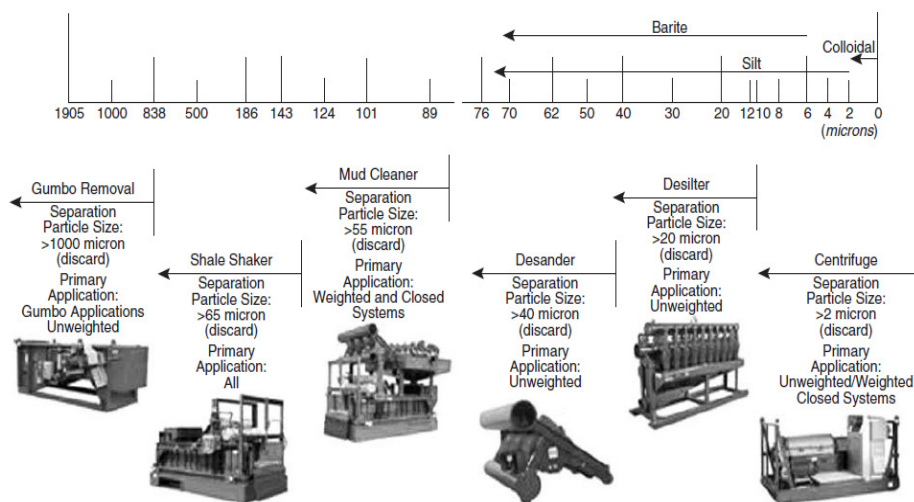 Barite
Colloidal
Silt
1905 1000 838 500 186 143 124 101 89 76 70 62 50 40 30 20 12 10 8 6 4 2 0
(microns)
Gumbo Removal
Separation
Particle Size:
>1000 micron
(discard)
Primary
Application:
Gumbo Applications
Unweighted
Shale Shaker
Separation
Particle Size:
>65 micron
(discard)
Primary
Application:
All
Mud Cleaner
Separation
Particle Size:
>55 micron
(discard)
Primary
Application:
Weighted and Closed
Systems
Desander
Separation
Particle Size:
>40 micron
(discard)
Primary
Application:
Unweighted
Desilter
Separation
Particle Size:
>20 micron
(discard)
Primary
Application:
Unweighted
Centrifuge
Separation
Particle Size:
>2 micron
(discard)
Primary
Application:
Unweighted/Weighted
Closed Systems